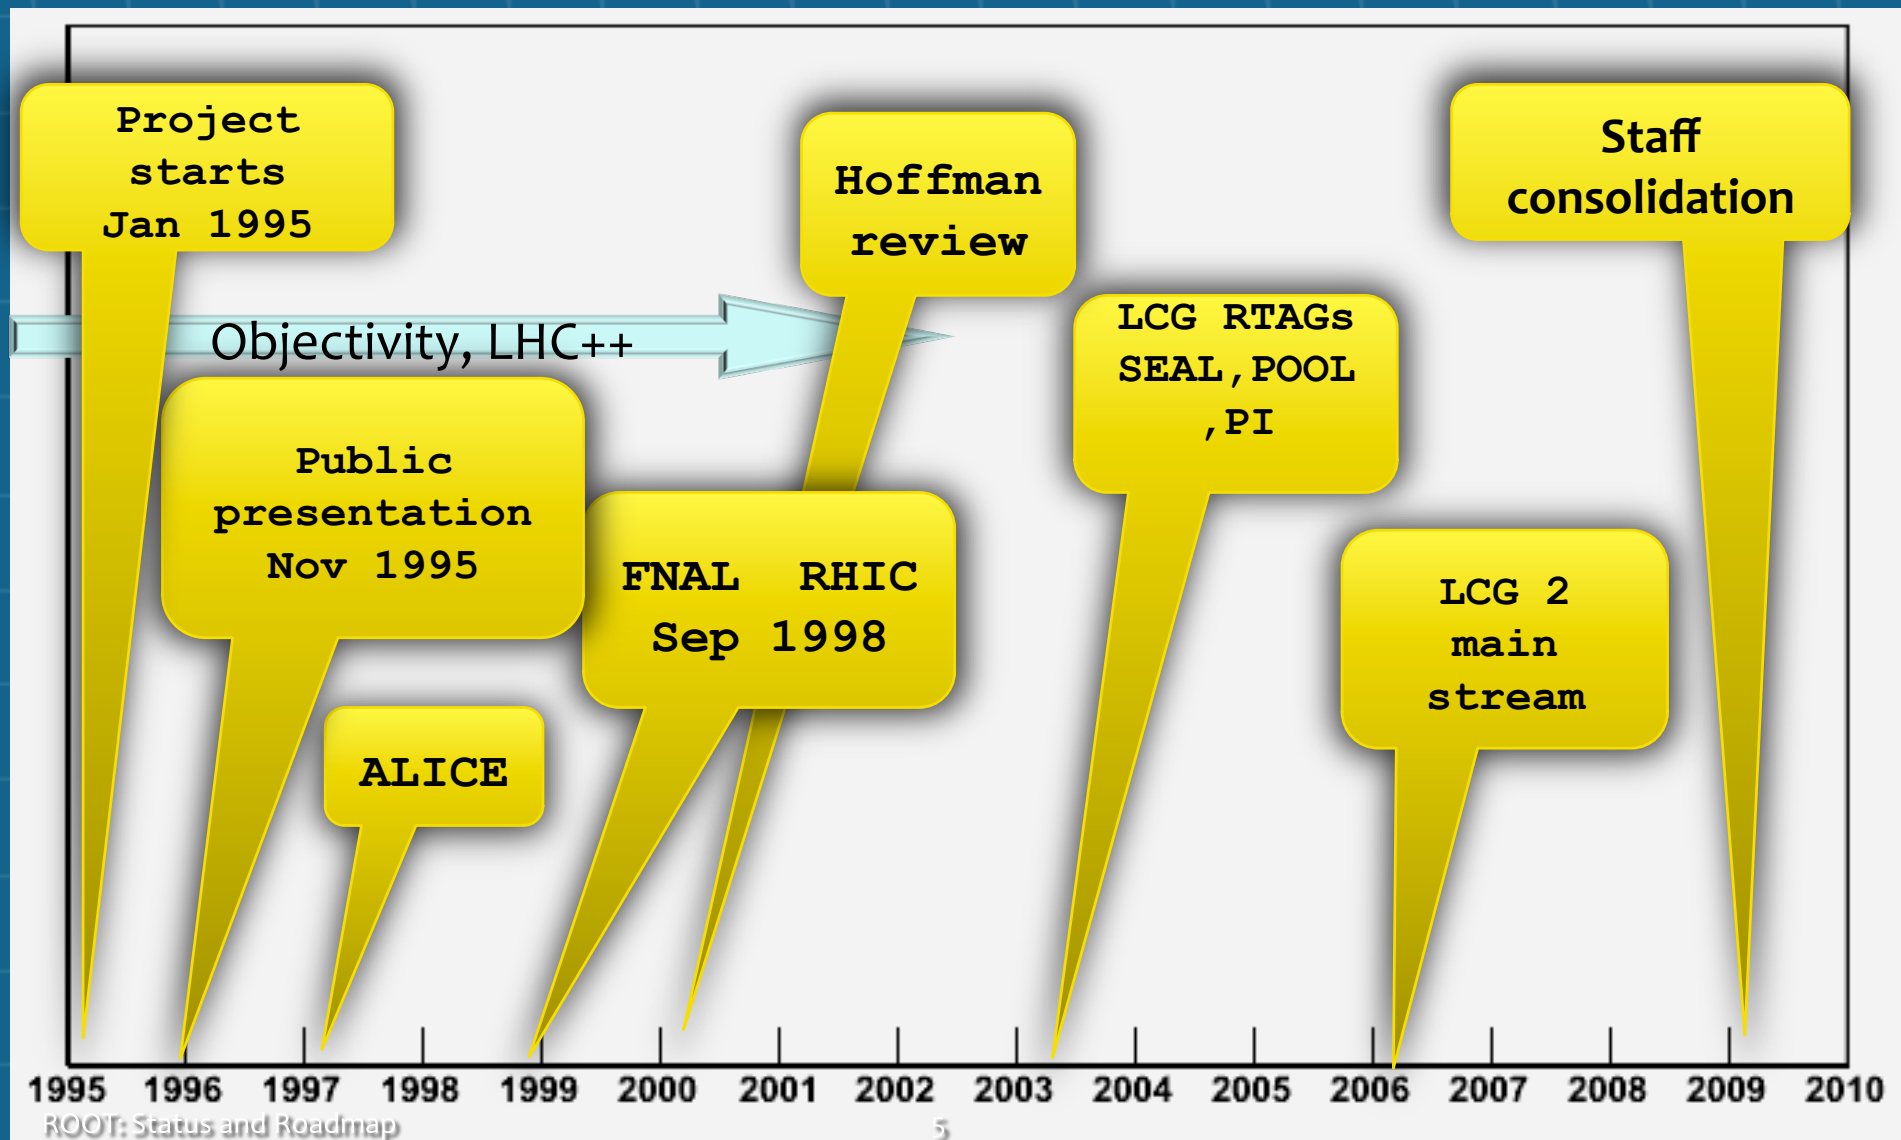 Project
starts
Jan 1995
Hoffman
review
Staff
consolidation
Objectivity, LHC++
LCG RTAGs
SEAL,POOL
,PI
Public
presentation
Nov 1995
FNAL RHIC
Sep 1998
LCG 2
main
stream
ALICE
1995 1996 1997 1998 1999 2000 2001 2002 2003 2004 2005 2006 2007 2008 2009 2010
ROOT: Status and Roadmap
5